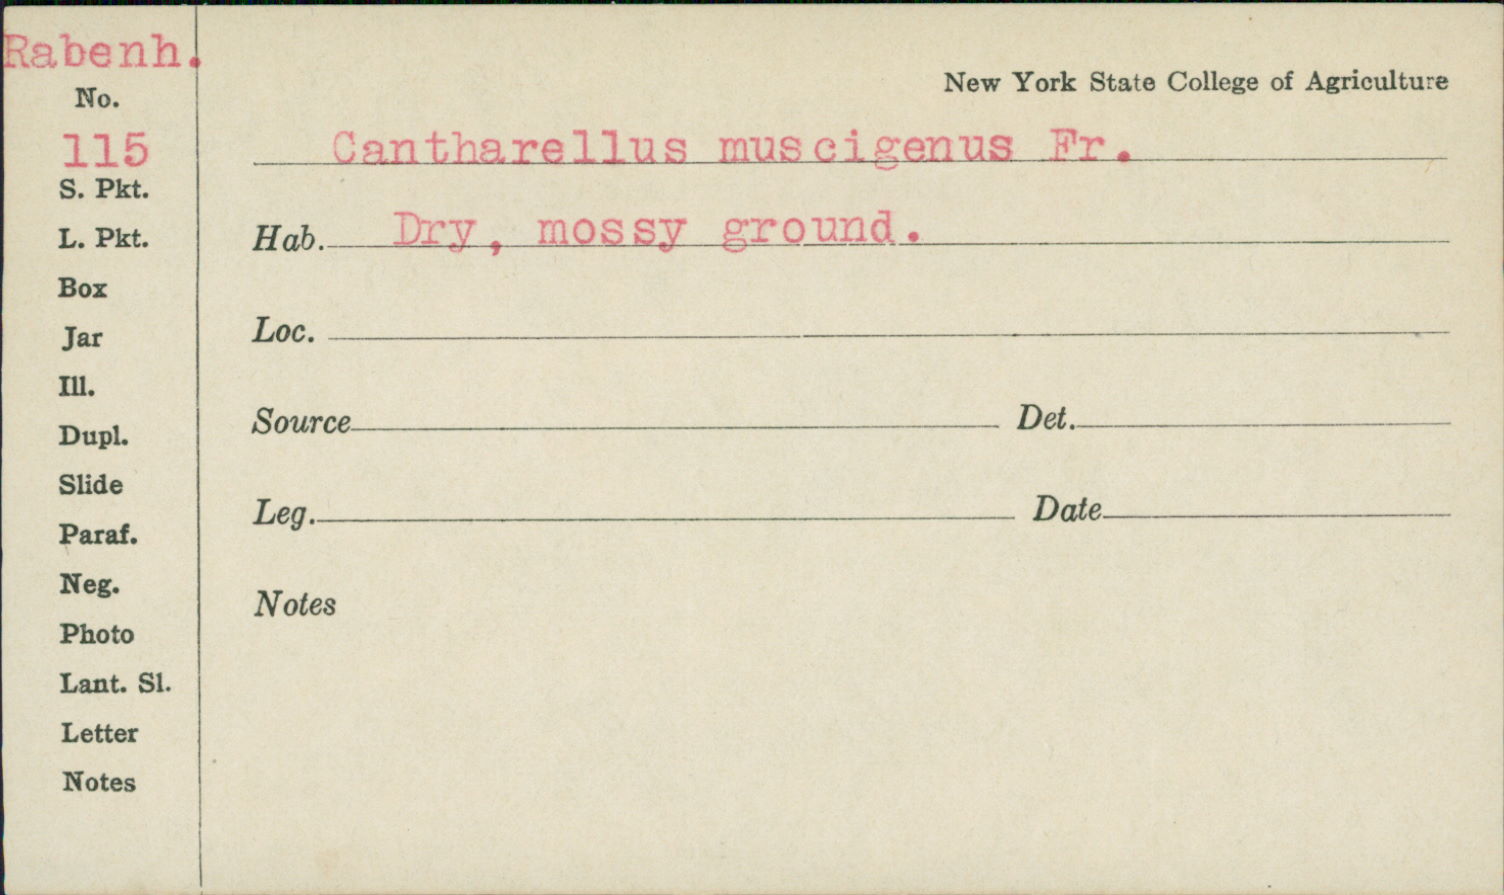 Rabenh.
No.
115
S. Pkt.
L. Pkt.
Box
Jar
Ill.
Dupl.
Slide
Paraf.
Neg.
Photo
Lant. Sl.
Letter
Notes
New York State College of Agriculture
Cantharellus muscigenus Fr.
Hab. Dry, mossy ground.
Loc.
Source Det.
Leg. Date
Notes